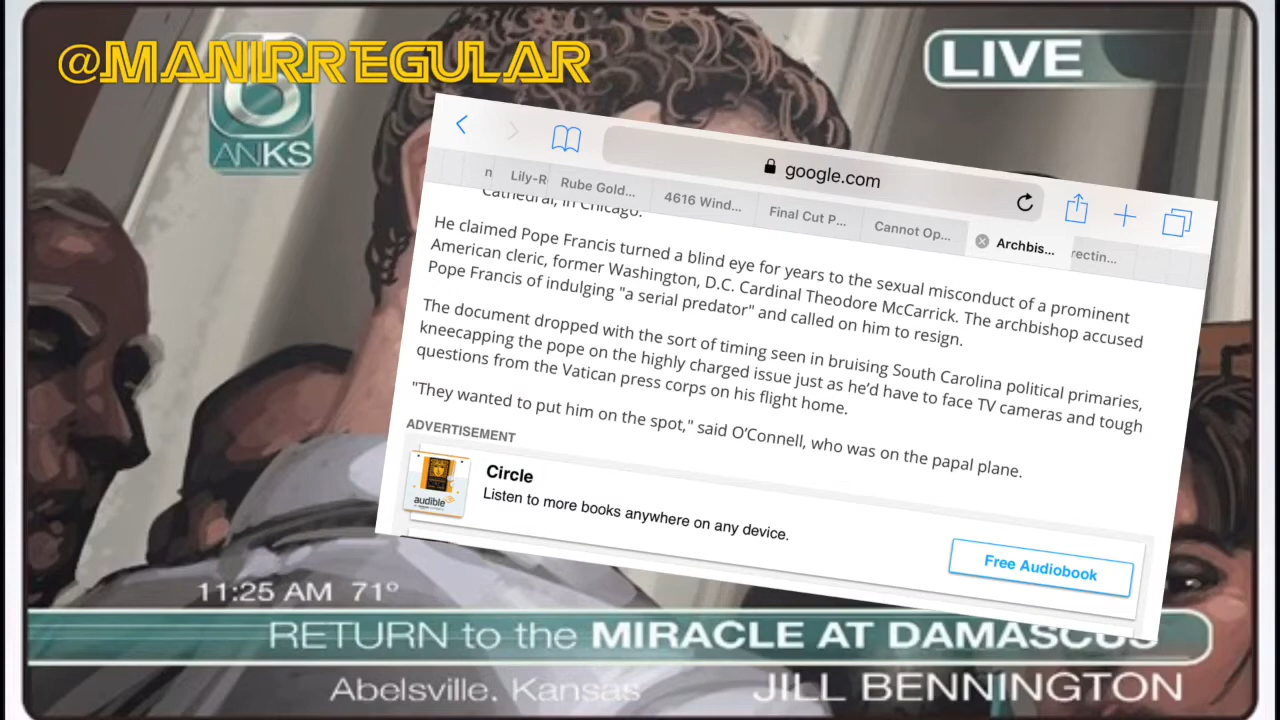 @MANIRREGULAR
LIVE
6
ANKS
google.com
n
Lily-R
Rube Gold...
4616 Wind...
Final Cut P...
Cannot Op...
Archbis...
rectin...
Cathedral, in Chicago.
He claimed Pope Francis turned a blind eye for years to the sexual misconduct of a prominent
American cleric, former Washington, D.C. Cardinal Theodore McCarrick. The archbishop accused
Pope Francis of indulging "a serial predator" and called on him to resign.
The document dropped with the sort of timing seen in bruising South Carolina political primaries,
kneecapping the pope on the highly charged issue just as he'd have to face TV cameras and tough
questions from the Vatican press corps on his flight home.
"They wanted to put him on the spot," said O'Connell, who was on the papal plane.
ADVERTISEMENT
audible
Circle
Listen to more books anywhere on any device.
Free Audiobook
11:25 AM 71°
RETURN to the MIRACLE AT DAMASCUS
Abelsville, Kansas
JILL BENNINGTON